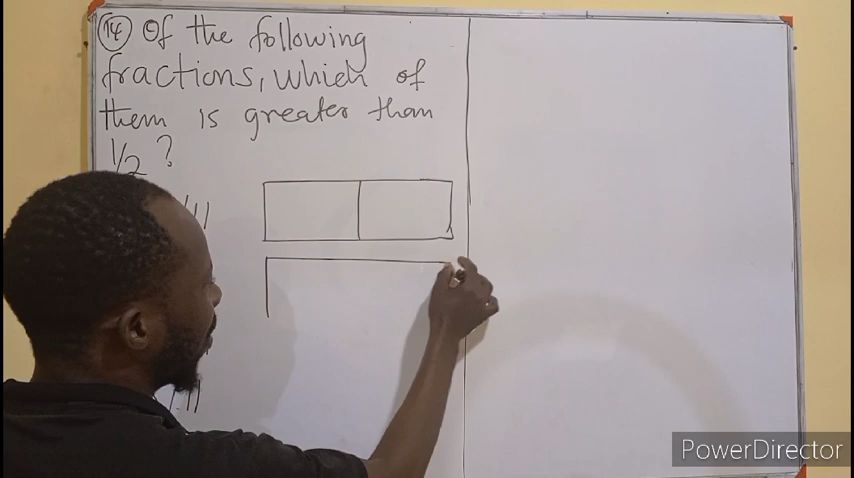 14 Of the following
fractions, which of
them is greater than
1/2 ?
PowerDirector